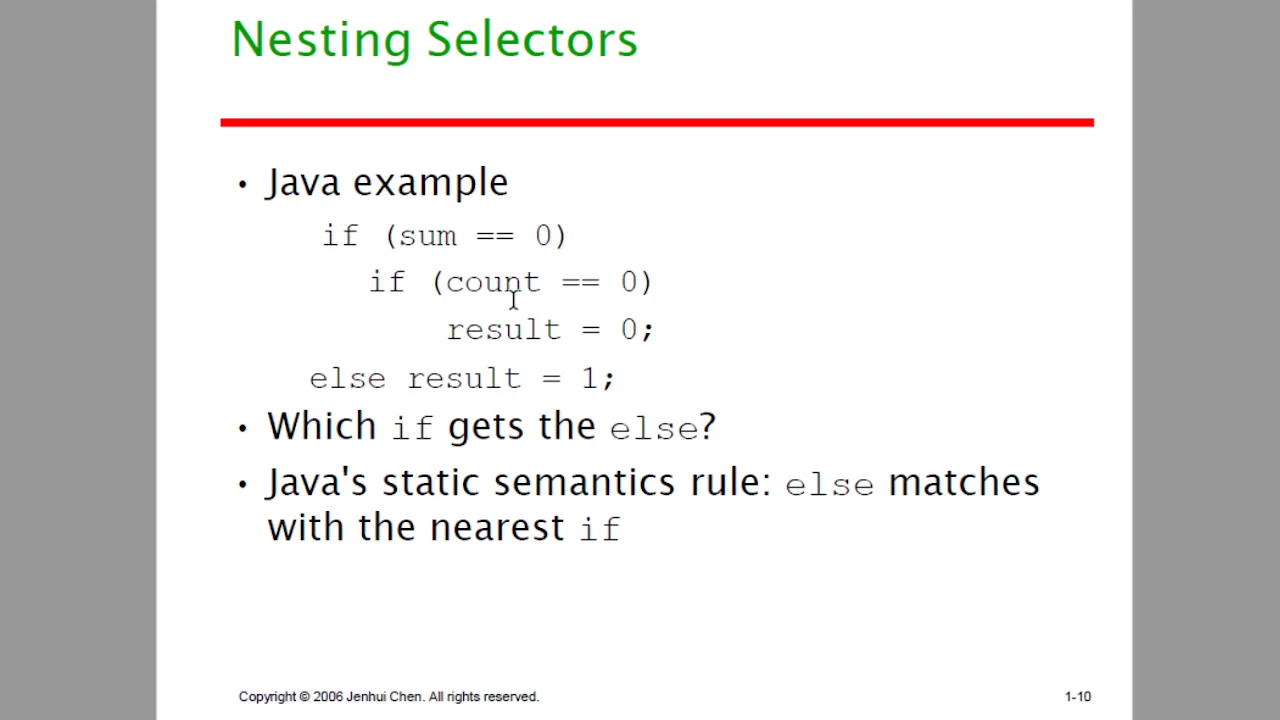 Nesting Selectors
• Java example
if (sum == 0)
if (count == 0)
result = 0;
else result = 1;
• Which if gets the else?
• Java's static semantics rule: else matches
with the nearest if
Copyright © 2006 Jenhui Chen. All rights reserved.
1-10